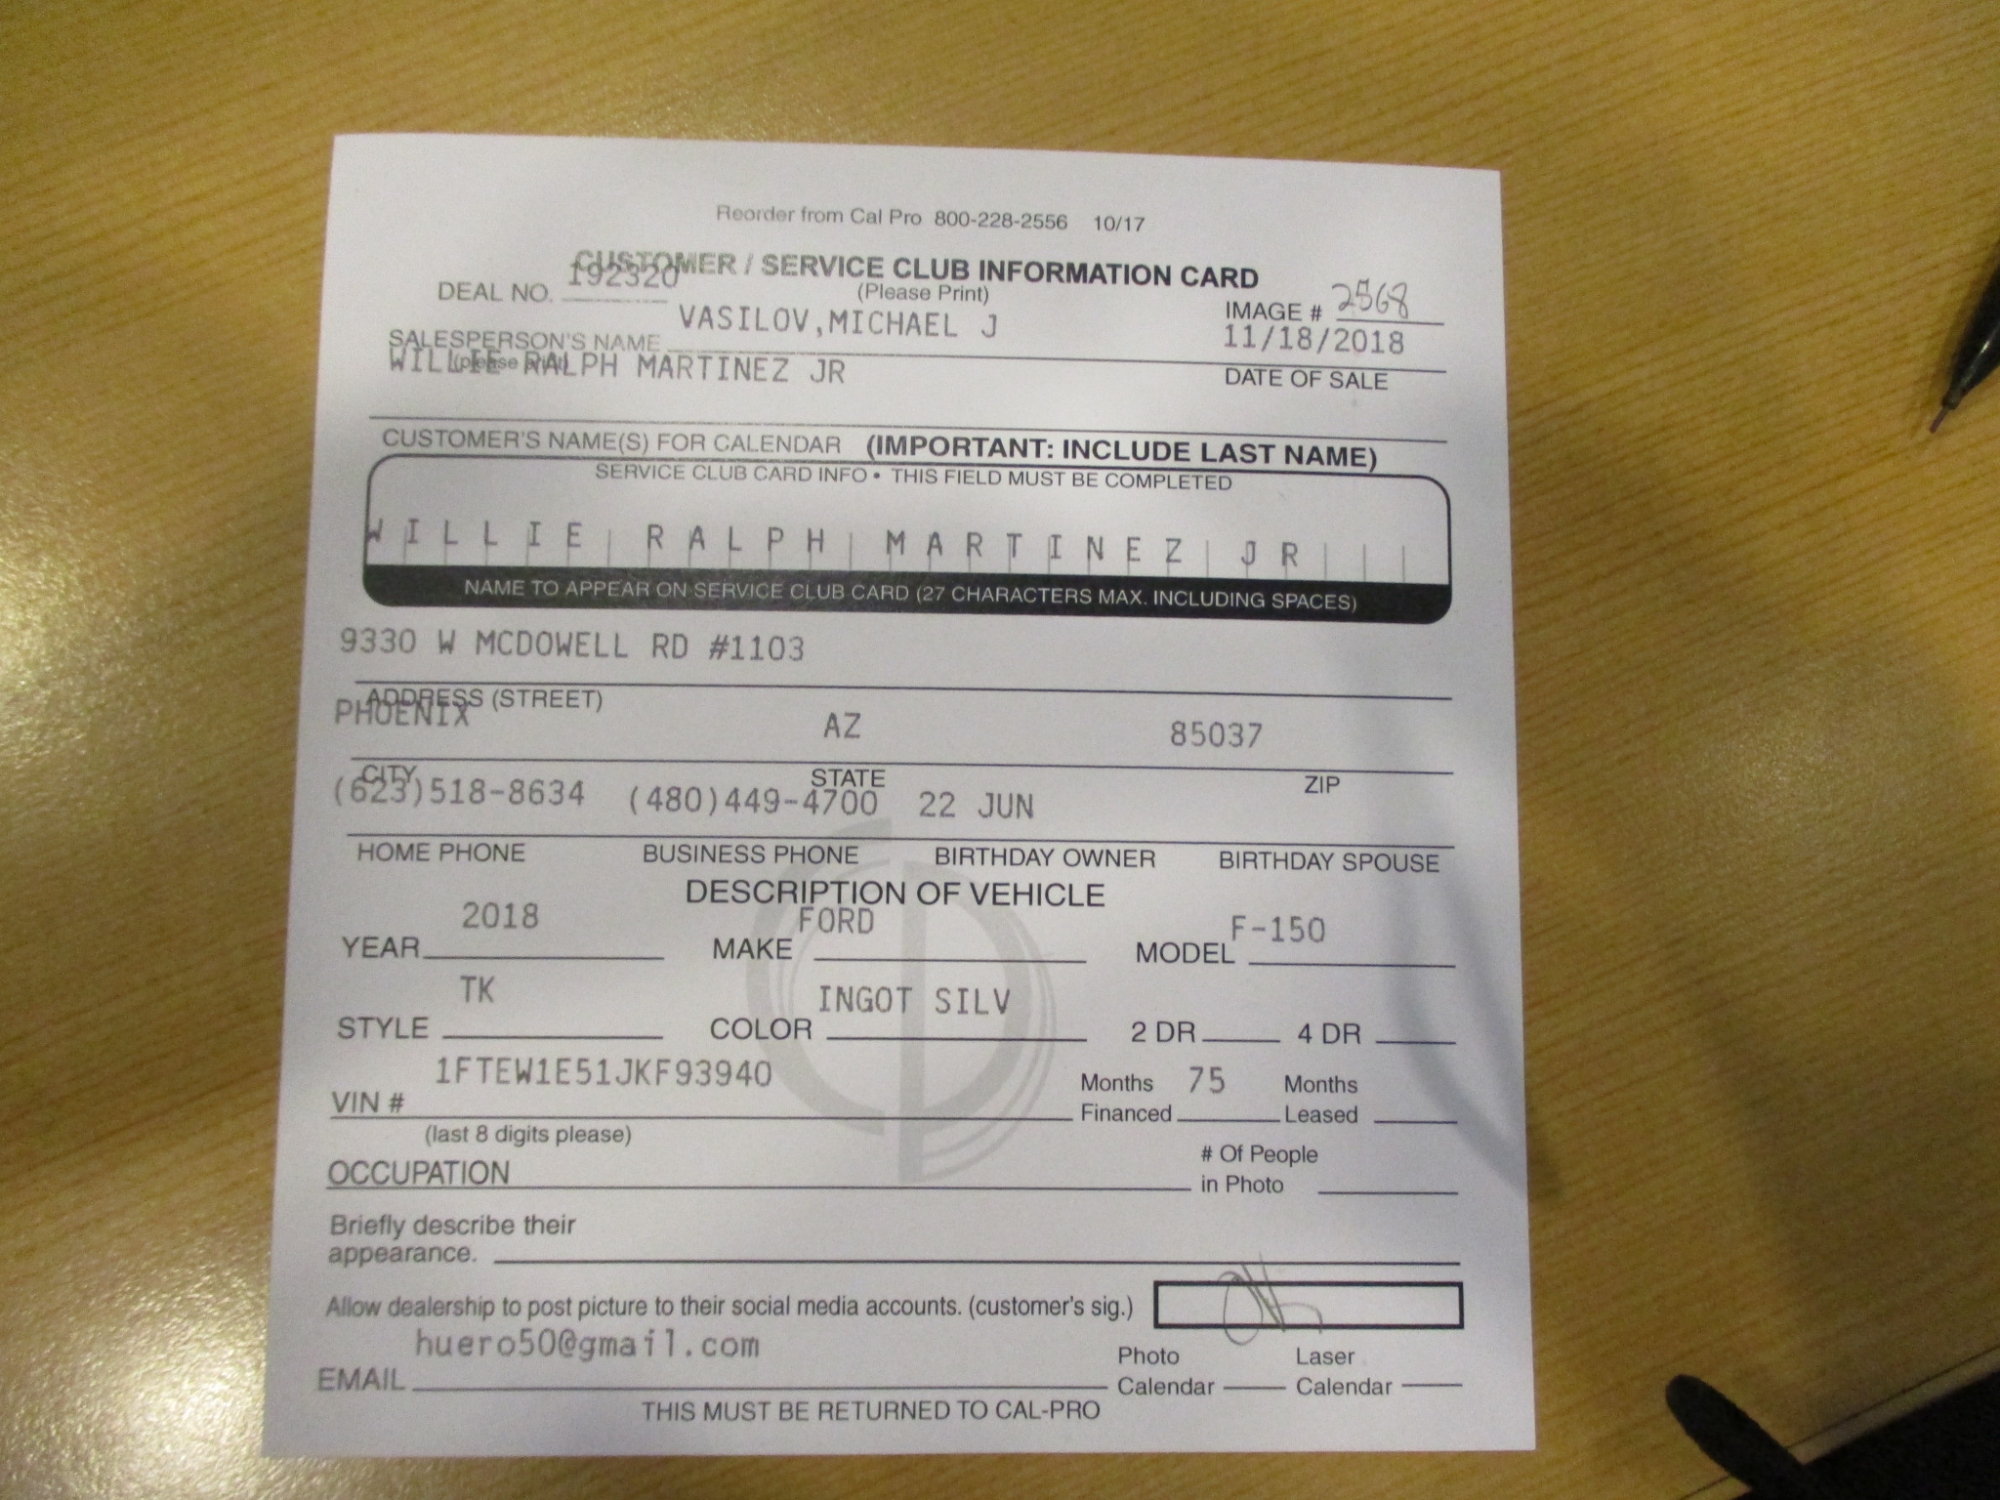 Reorder from Cal Pro 800-228-2556 10/17
CUSTOMER / SERVICE CLUB INFORMATION CARD
(Please Print)
DEAL NO. 192320
IMAGE # 2568
SALESPERSON'S NAME VASILOV,MICHAEL J
(please print)
11/18/2018
DATE OF SALE
WILLIE RALPH MARTINEZ JR
CUSTOMER'S NAME(S) FOR CALENDAR (IMPORTANT: INCLUDE LAST NAME)
SERVICE CLUB CARD INFO • THIS FIELD MUST BE COMPLETED
WILLIE RALPH MARTINEZ JR
NAME TO APPEAR ON SERVICE CLUB CARD (27 CHARACTERS MAX. INCLUDING SPACES)
9330 W MCDOWELL RD #1103
ADDRESS (STREET)
PHOENIX AZ 85037
CITY STATE ZIP
(623)518-8634 (480)449-4700 22 JUN
HOME PHONE BUSINESS PHONE BIRTHDAY OWNER BIRTHDAY SPOUSE
DESCRIPTION OF VEHICLE
YEAR 2018 MAKE FORD MODEL F-150
STYLE TK COLOR INGOT SILV 2 DR 4 DR
VIN # 1FTEW1E51JKF93940
(last 8 digits please)
Months Financed 75 Months Leased
OCCUPATION
# Of People in Photo
Briefly describe their
appearance.
Allow dealership to post picture to their social media accounts. (customer's sig.)
EMAIL huero50@gmail.com
Photo Calendar Laser Calendar
THIS MUST BE RETURNED TO CAL-PRO